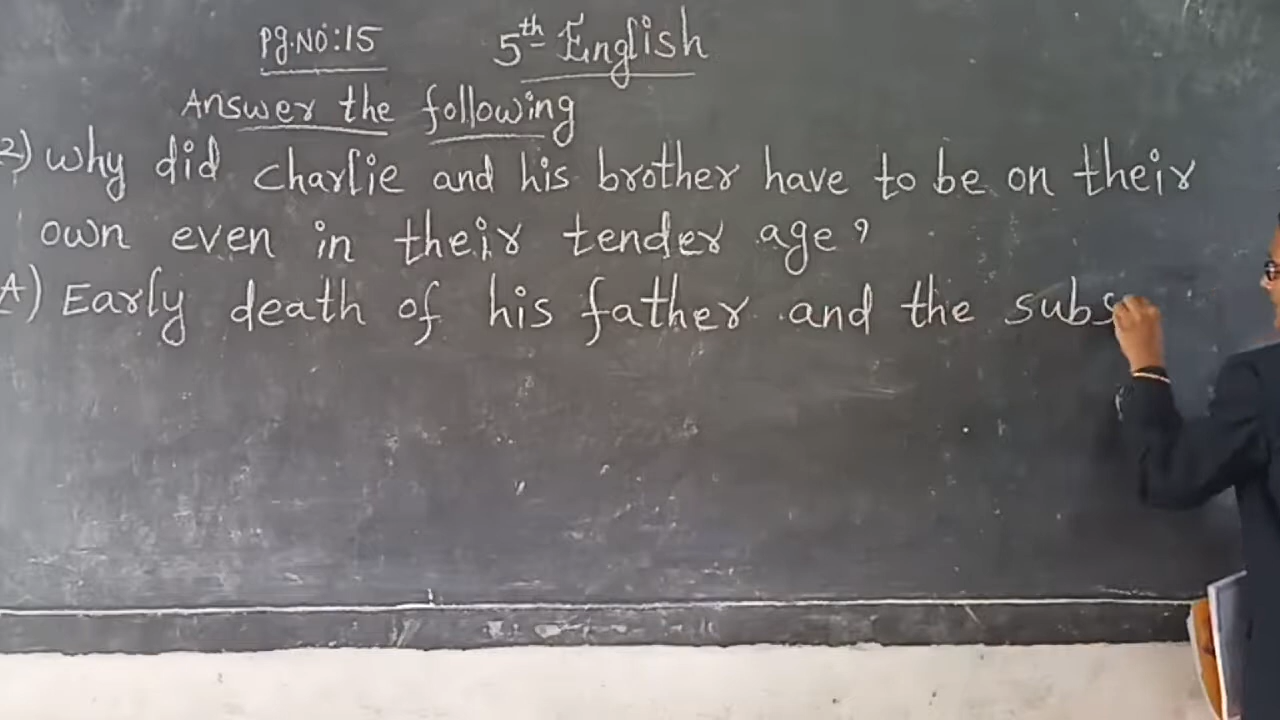 Pg.No:15 5th English
Answer the following
2) Why did Charlie and his brother have to be on their
own even in their tender age?
A) Early death of his father and the subs